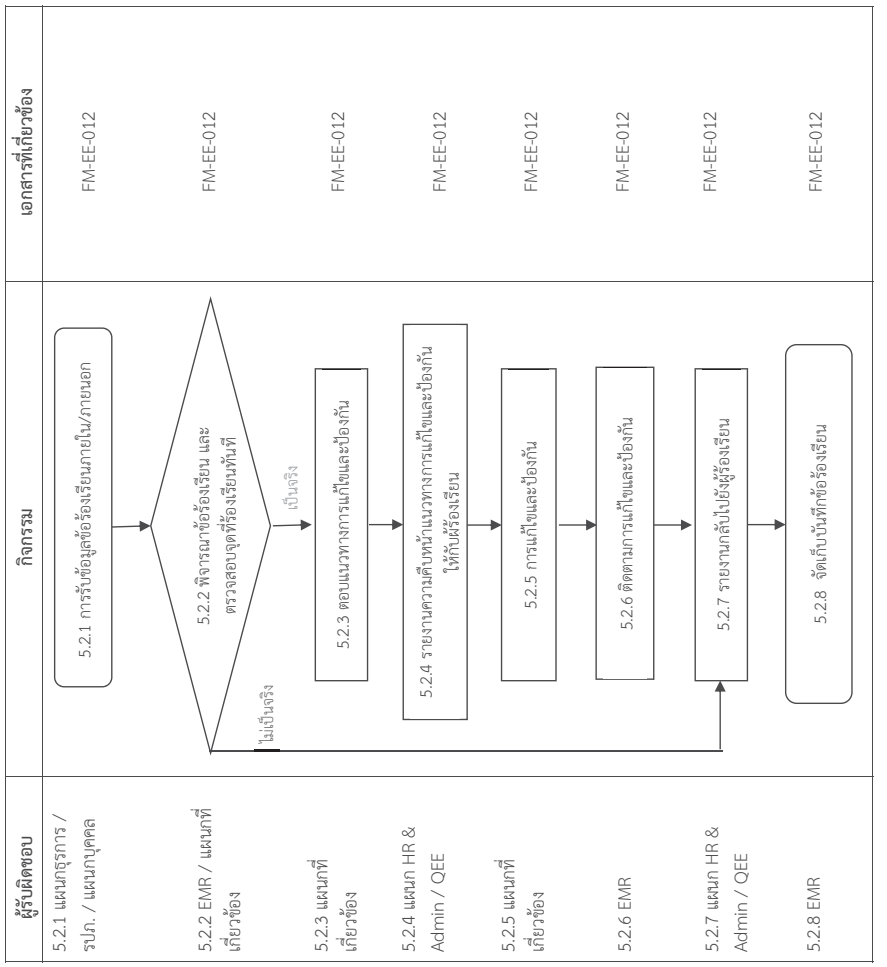 ผู้รับผิดชอบ
กิจกรรม
เอกสารที่เกี่ยวข้อง
5.2.1 แผนกธุรการ /
รปภ. / แผนกบุคคล
5.2.1 การรับข้อมูลข้อร้องเรียนภายใน/ภายนอก
FM-EE-012
5.2.2 EMR / แผนกที่
เกี่ยวข้อง
5.2.2 พิจารณาข้อร้องเรียน และ
ตรวจสอบจุดที่ร้องเรียนทันที
FM-EE-012
ไม่เป็นจริง
เป็นจริง
5.2.3 แผนกที่
เกี่ยวข้อง
5.2.3 ตอบแนวทางการแก้ไขและป้องกัน
FM-EE-012
5.2.4 แผนก HR &
Admin / QEE
5.2.4 รายงานความคืบหน้าแนวทางการแก้ไขและป้องกัน
ให้กับผู้ร้องเรียน
FM-EE-012
5.2.5 แผนกที่
เกี่ยวข้อง
5.2.5 การแก้ไขและป้องกัน
FM-EE-012
5.2.6 EMR
5.2.6 ติดตามการแก้ไขและป้องกัน
FM-EE-012
5.2.7 แผนก HR &
Admin / QEE
5.2.7 รายงานกลับไปยังผู้ร้องเรียน
FM-EE-012
5.2.8 EMR
5.2.8 จัดเก็บบันทึกข้อร้องเรียน
FM-EE-012